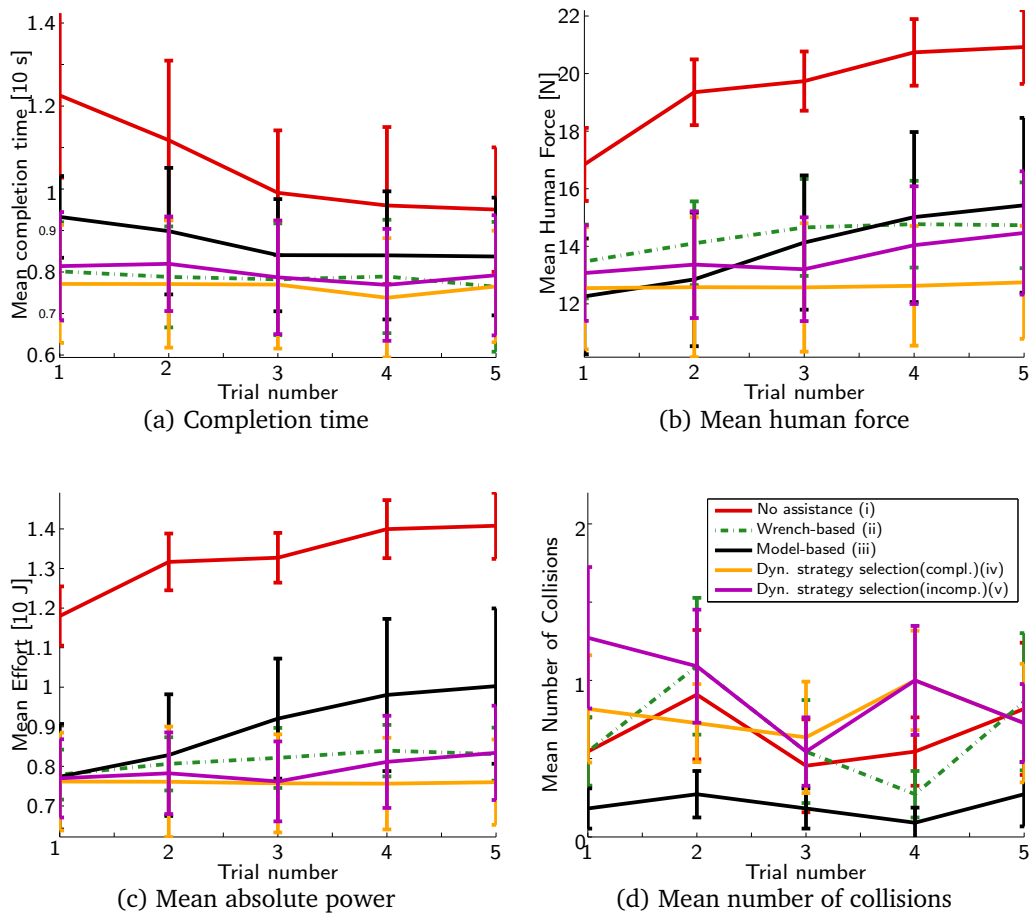 Mean completion time [10 s]
1.4
1.2
1
0.9
0.8
0.7
0.6
1 2 3 4 5
Trial number
(a) Completion time
Mean Human Force [N]
22
20
18
16
14
12
1 2 3 4 5
Trial number
(b) Mean human force
Mean Effort [10 J]
1.4
1.3
1.2
1.1
1
0.9
0.8
0.7
1 2 3 4 5
Trial number
(c) Mean absolute power
Mean Number of Collisions
2
1
0
No assistance (i)
Wrench-based (ii)
Model-based (iii)
Dyn. strategy selection(compl.)(iv)
Dyn. strategy selection(incomp.)(v)
1 2 3 4 5
Trial number
(d) Mean number of collisions